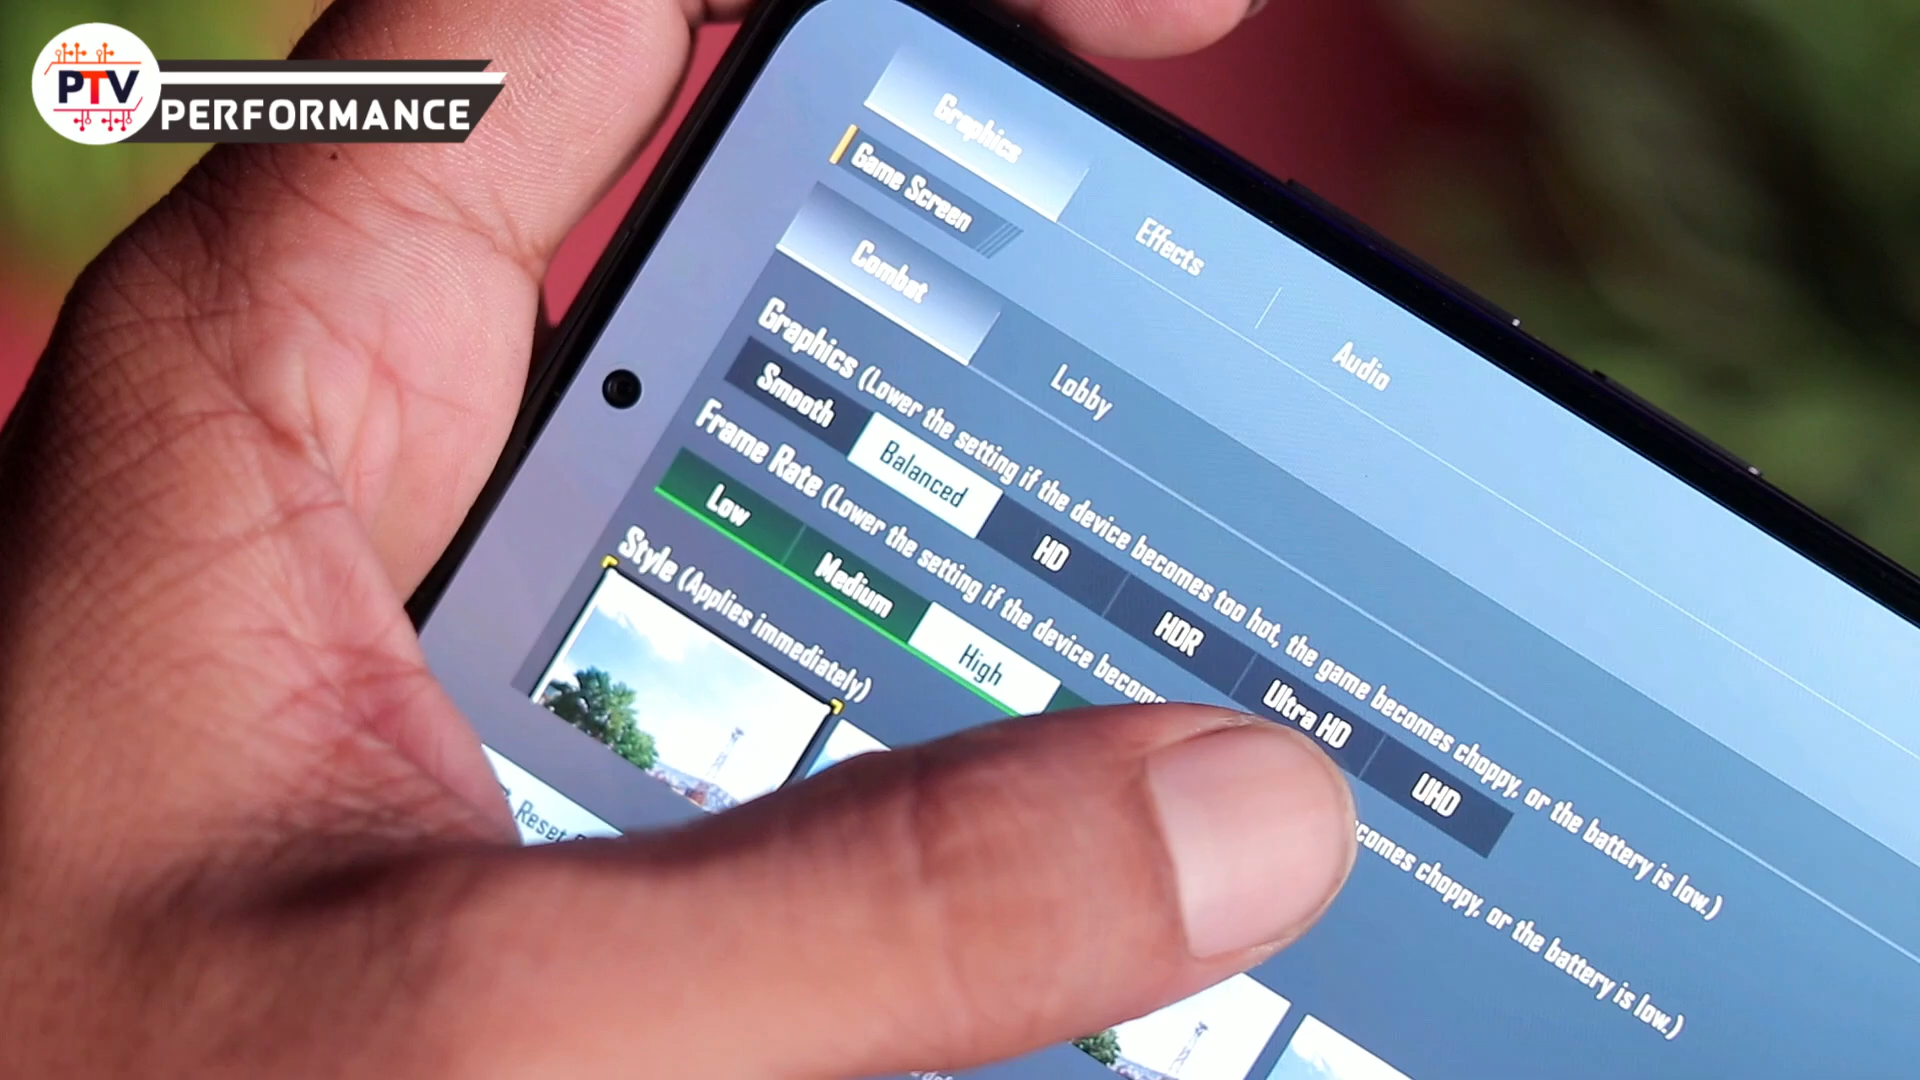 PTV
PERFORMANCE
Graphics
Effects
Audio
Game Screen
Combat
Lobby
Graphics (Lower the setting if the device becomes too hot, the game becomes choppy, or the battery is low.)
Smooth
Balanced
HD
HDR
Ultra HD
UHD
Frame Rate (Lower the setting if the device becomes choppy, or the battery is low.)
Low
Medium
High
Style (Applies immediately)
Reset